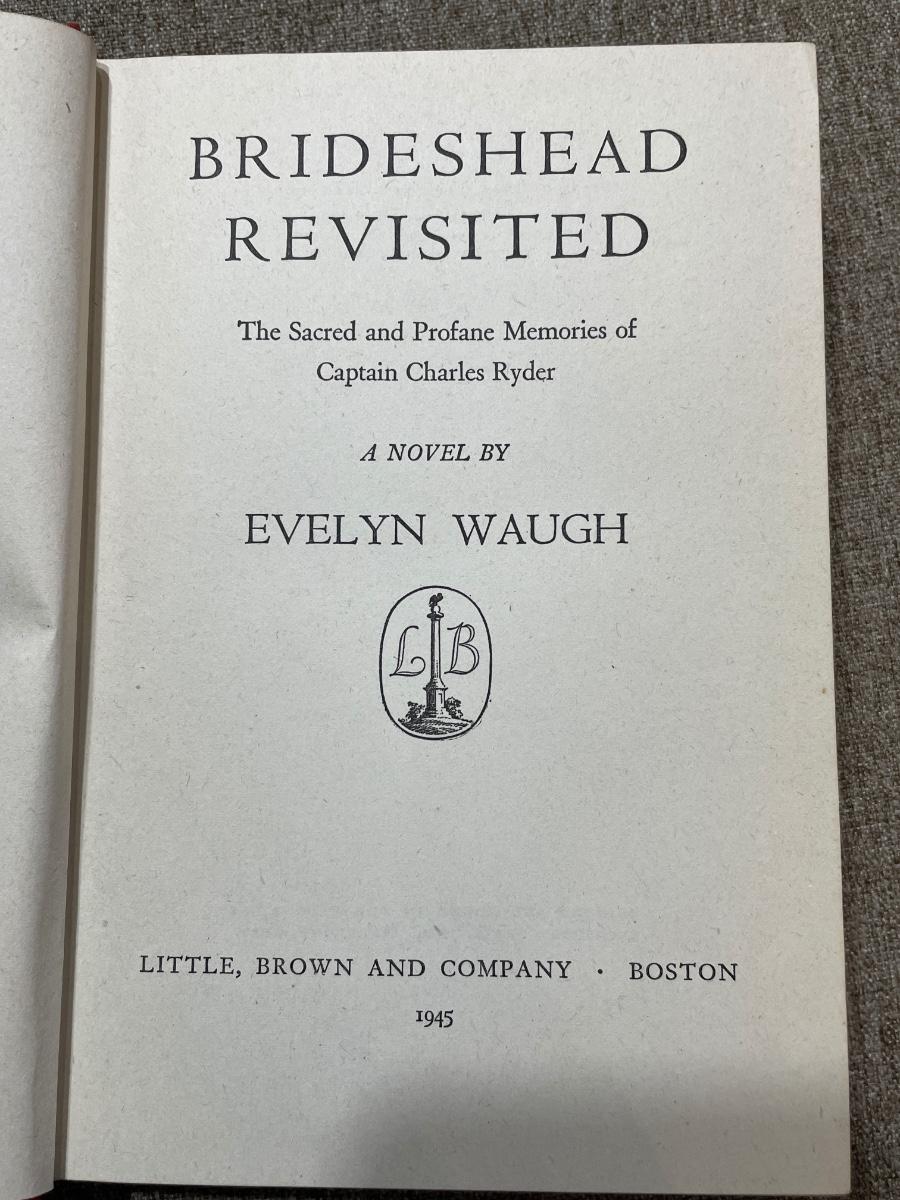 BRIDESHEAD
REVISITED
The Sacred and Profane Memories of
Captain Charles Ryder
A NOVEL BY
EVELYN WAUGH
L B
LITTLE, BROWN AND COMPANY · BOSTON
1945